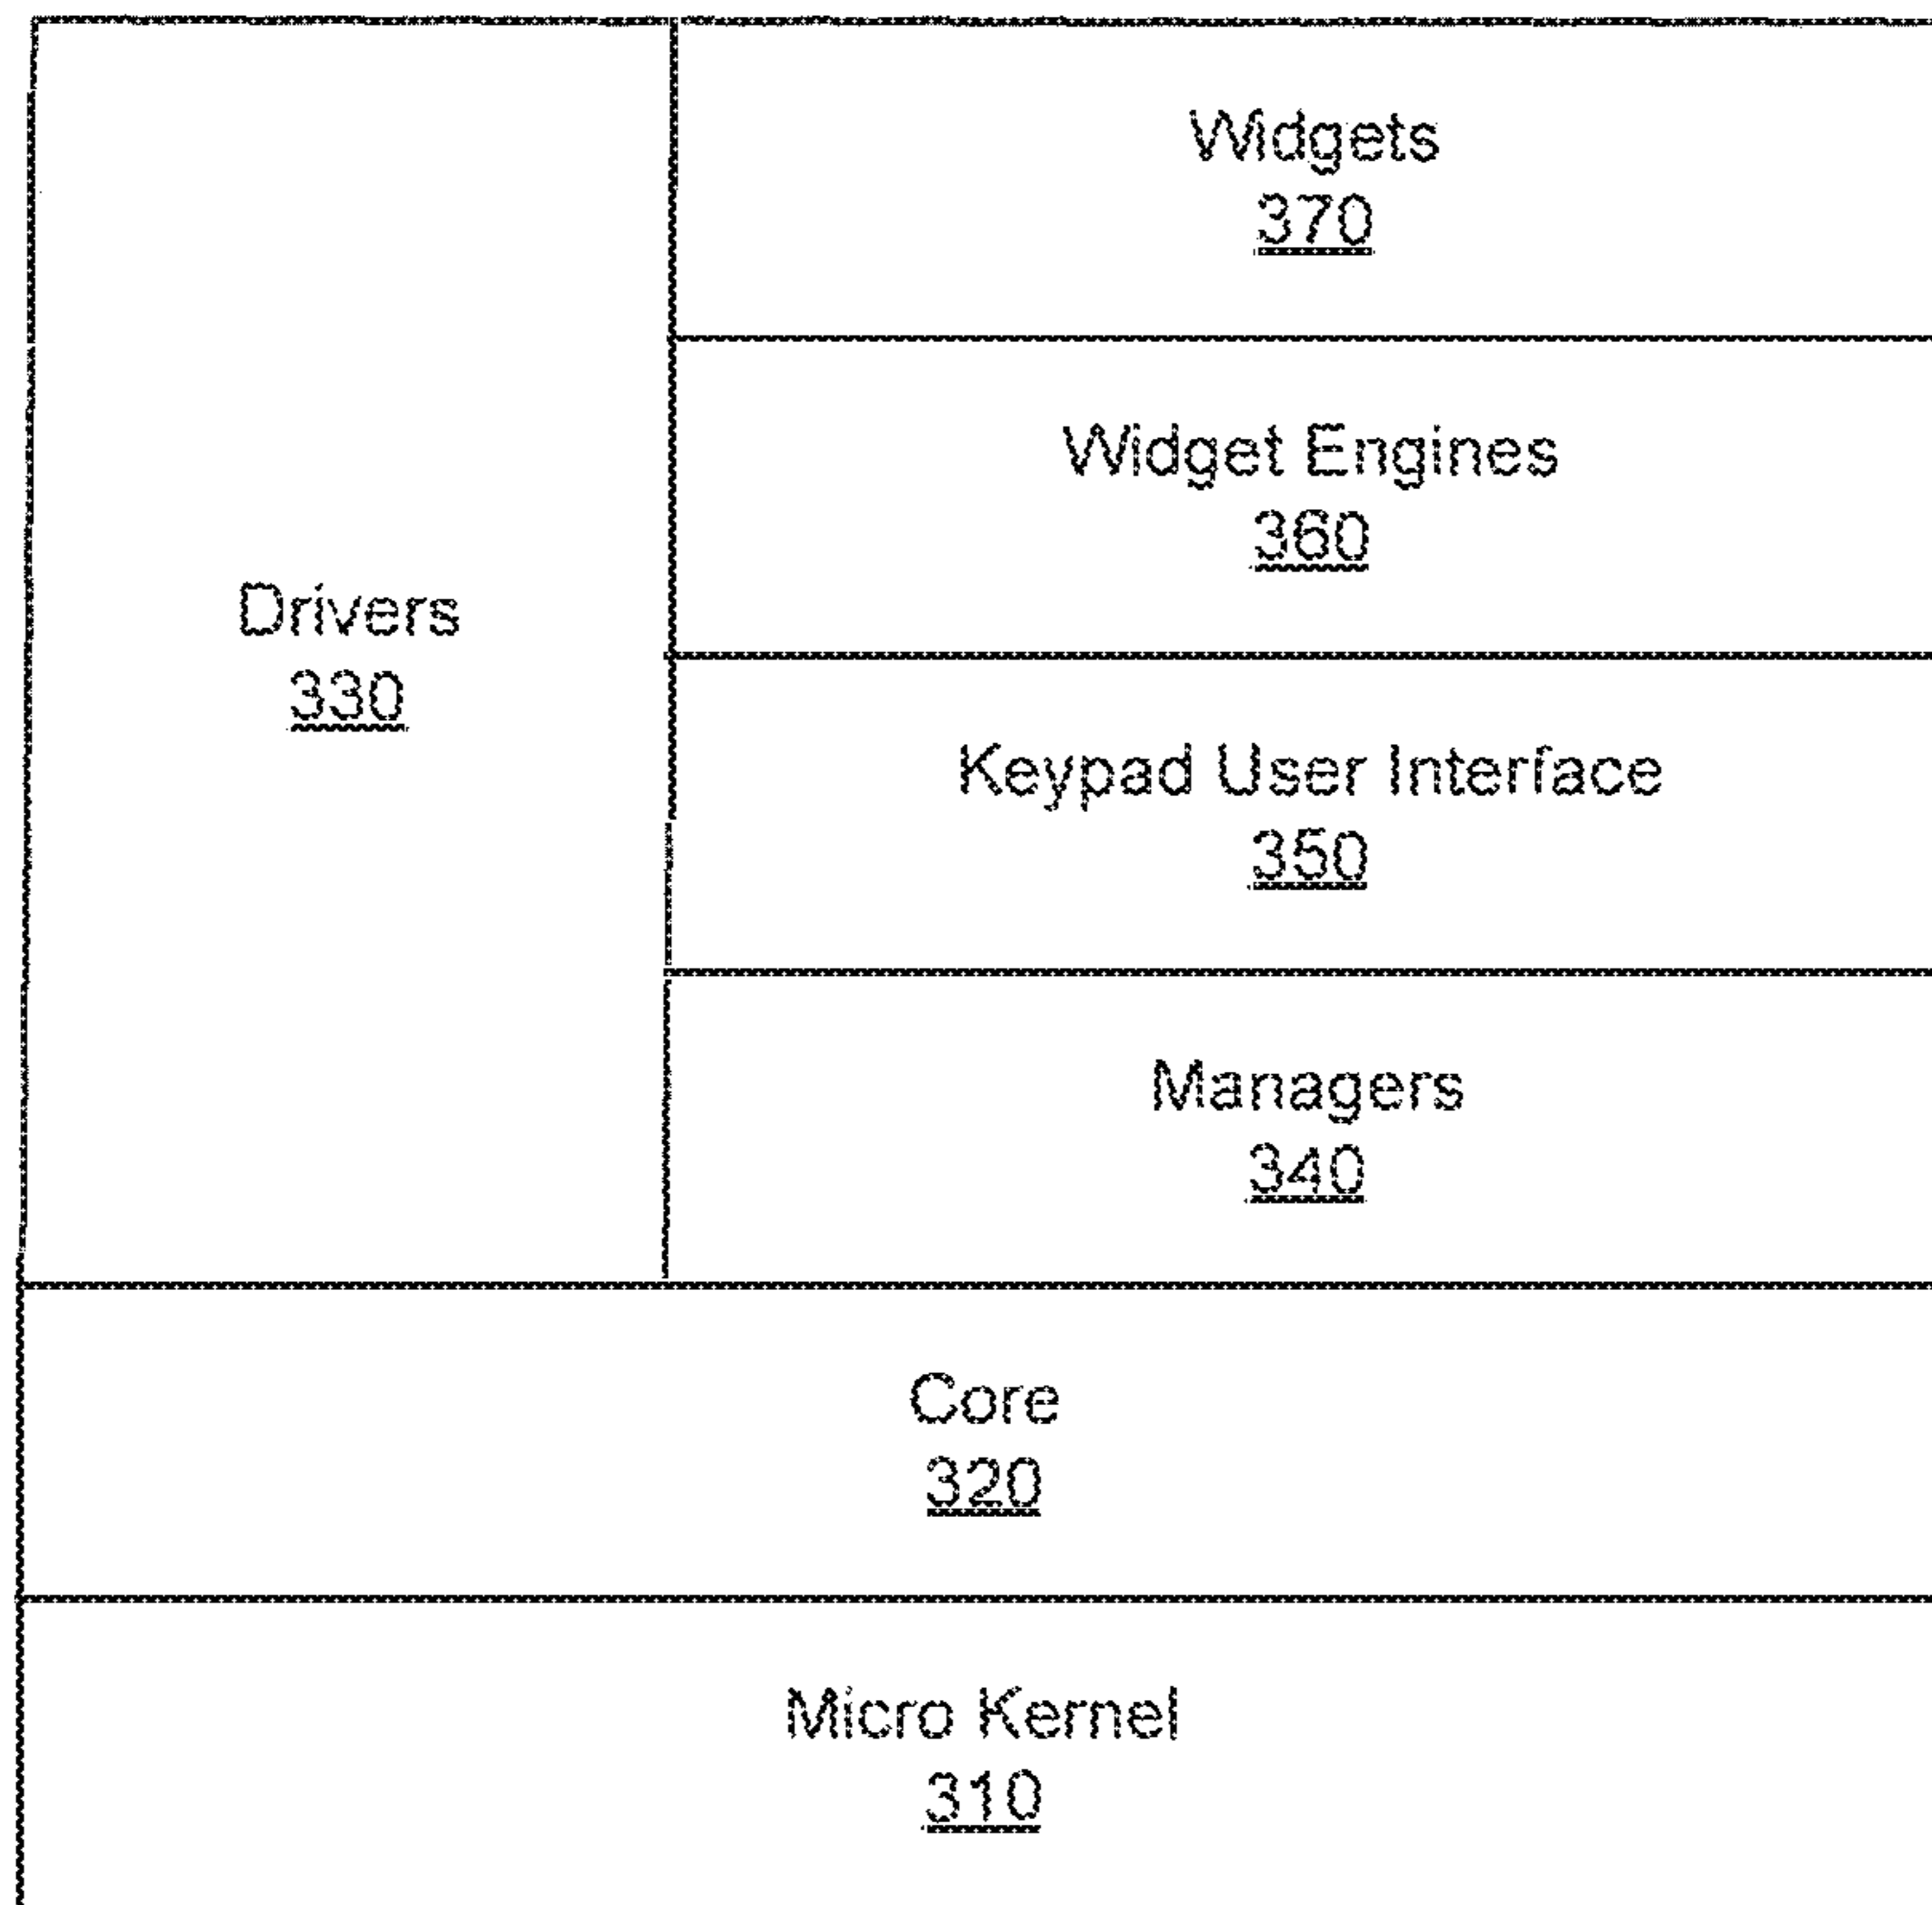 Widgets
370
Widget Engines
360
Drivers
330
Keypad User Interface
350
Managers
340
Core
320
Micro Kernel
310